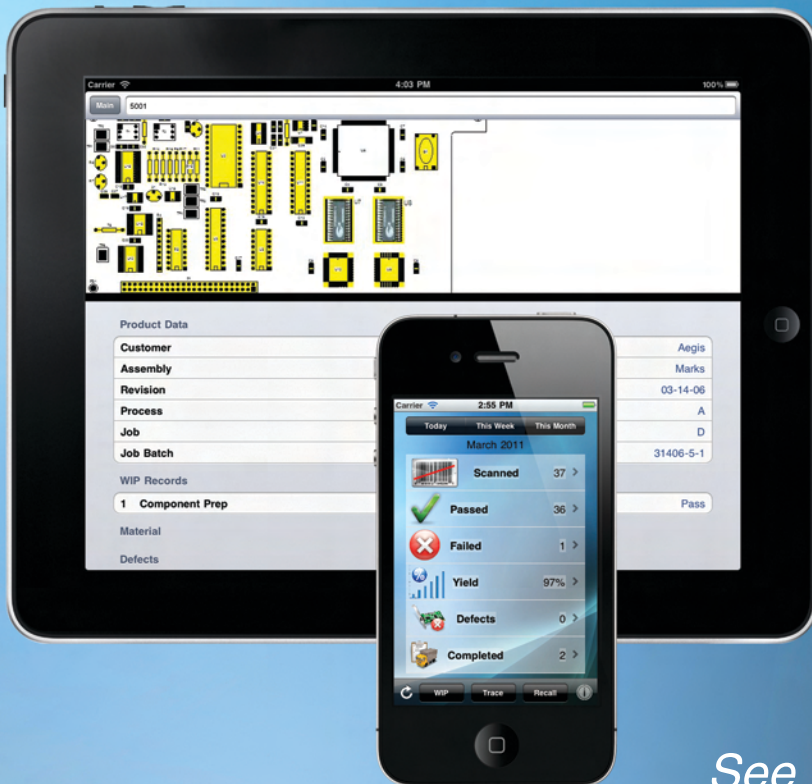 Carrier 4:03 PM 100%
Main 5001
Product Data
Customer Aegis
Assembly Marks
Revision 03-14-06
Process A
Job D
Job Batch 31406-5-1
WIP Records
1 Component Prep Pass
Material
Defects
Carrier 2:55 PM
Today This Week This Month
March 2011
Scanned 37
Passed 36
Failed 1
Yield 97%
Defects 0
Completed 2
WIP Trace Recall
See